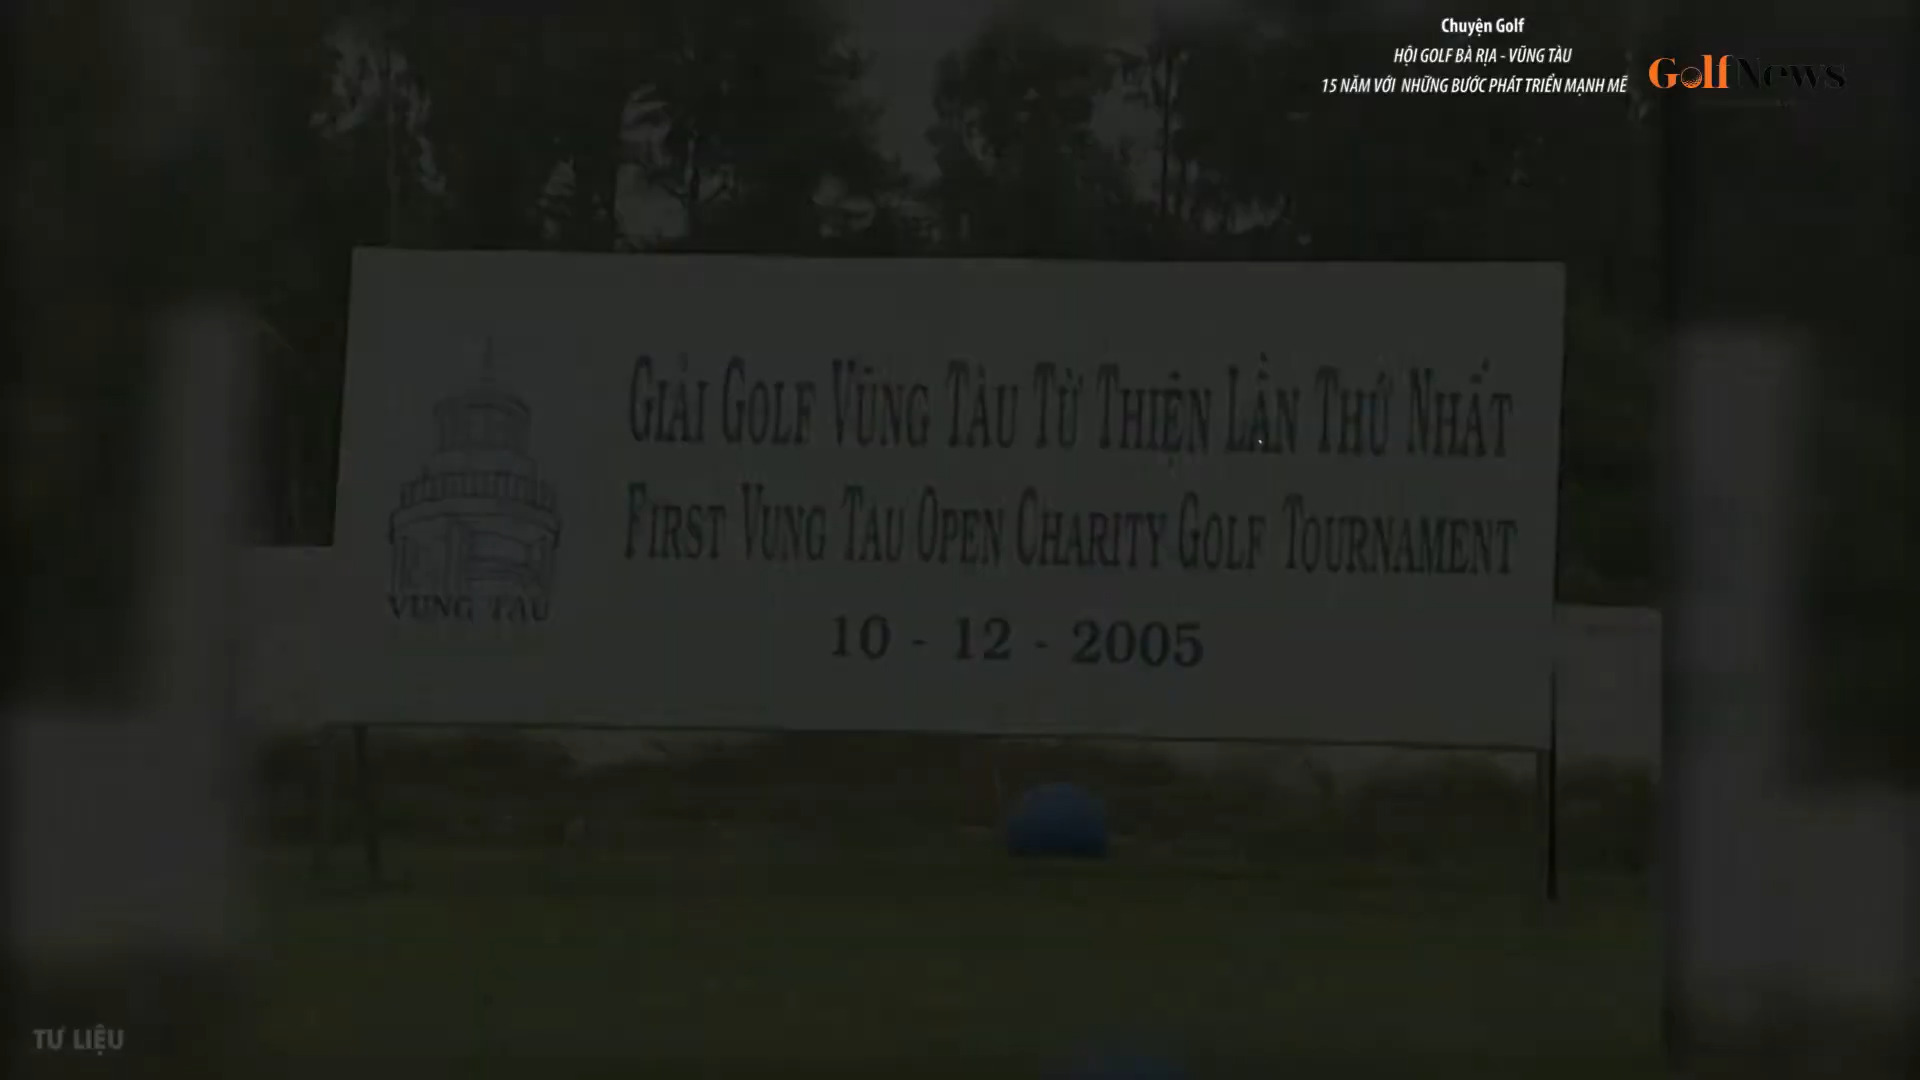 Chuyện Golf
HỘI GOLF BÀ RỊA - VŨNG TÀU
15 NĂM VỚI NHỮNG BƯỚC PHÁT TRIỂN MẠNH MẼ
GolfNews
GIẢI GOLF VŨNG TÀU TỪ THIỆN LẦN THỨ NHẤT
FIRST VUNG TAU OPEN CHARITY GOLF TOURNAMENT
10 - 12 - 2005
VUNG TAU
TƯ LIỆU